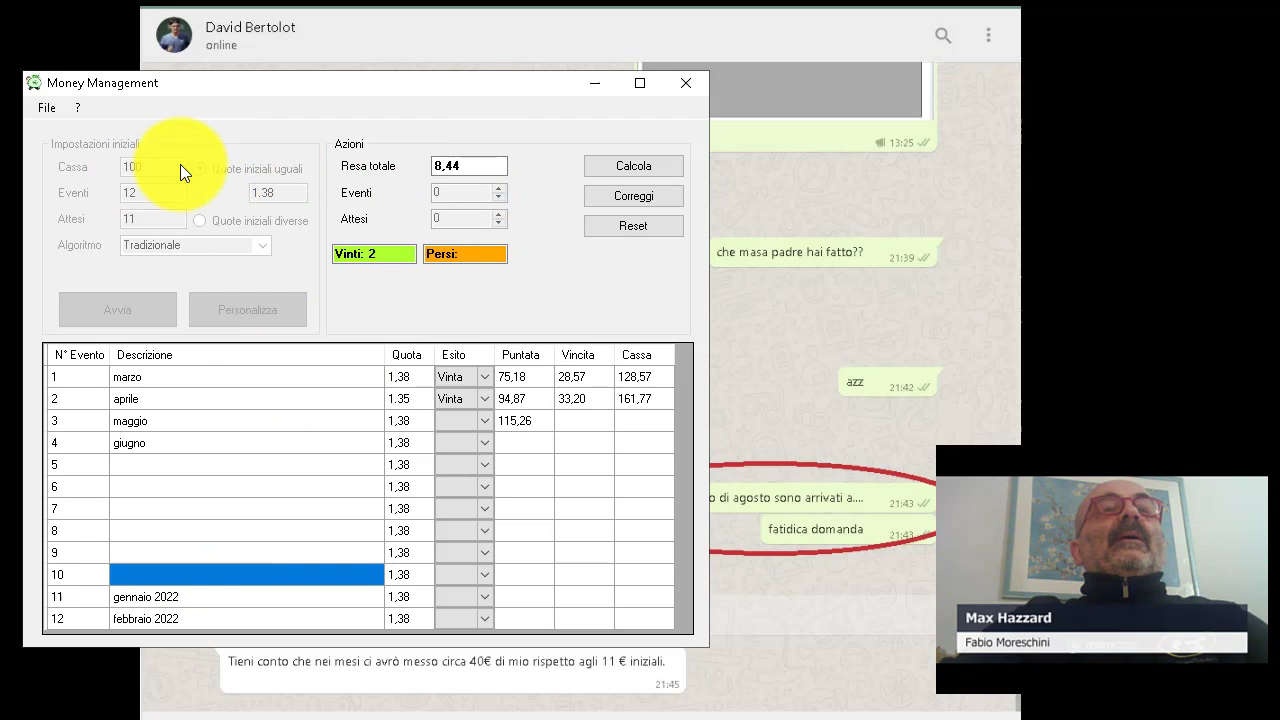 David Bertolot
online
13:25
Money Management
File ?
Impostazioni iniziali
Cassa 100 Quote iniziali uguali
Eventi 12 1.38
Attesi 11 Quote iniziali diverse
Algoritmo Tradizionale
Avvia Personalizza
Azioni
Resa totale 8,44 Calcola
Eventi 0 Correggi
Attesi 0 Reset
Vinti: 2 Persi:
N° Evento Descrizione Quota Esito Puntata Vincita Cassa
1 marzo 1,38 Vinta 75,18 28,57 128,57
2 aprile 1,35 Vinta 94,87 33,20 161,77
3 maggio 1,38 115,26
4 giugno 1,38
5 1,38
6 1,38
7 1,38
8 1,38
9 1,38
10 1,38
11 gennaio 2022 1,38
12 febbraio 2022 1,38
che masa padre hai fatto?? 21:39
azz 21:42
di agosto sono arrivati a.... 21:43
fatidica domanda 21:43
Tieni conto che nei mesi ci avrò messo circa 40€ di mio rispetto agli 11 € iniziali.
21:45
Max Hazzard
Fabio Moreschini